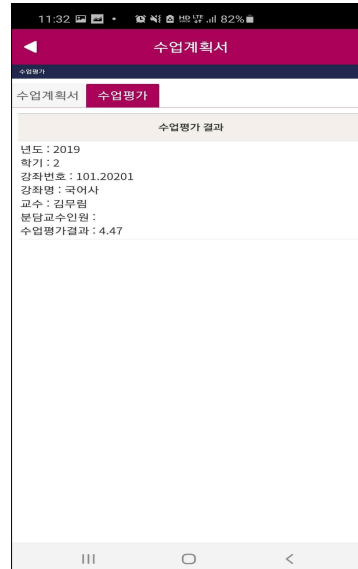 11:32 82%
수업계획서
수업평가
수업계획서 수업평가
수업평가 결과
년도 : 2019
학기 : 2
강좌번호 : 101.20201
강좌명 : 국어사
교수 : 김무림
분담교수인원 :
수업평가결과 : 4.47